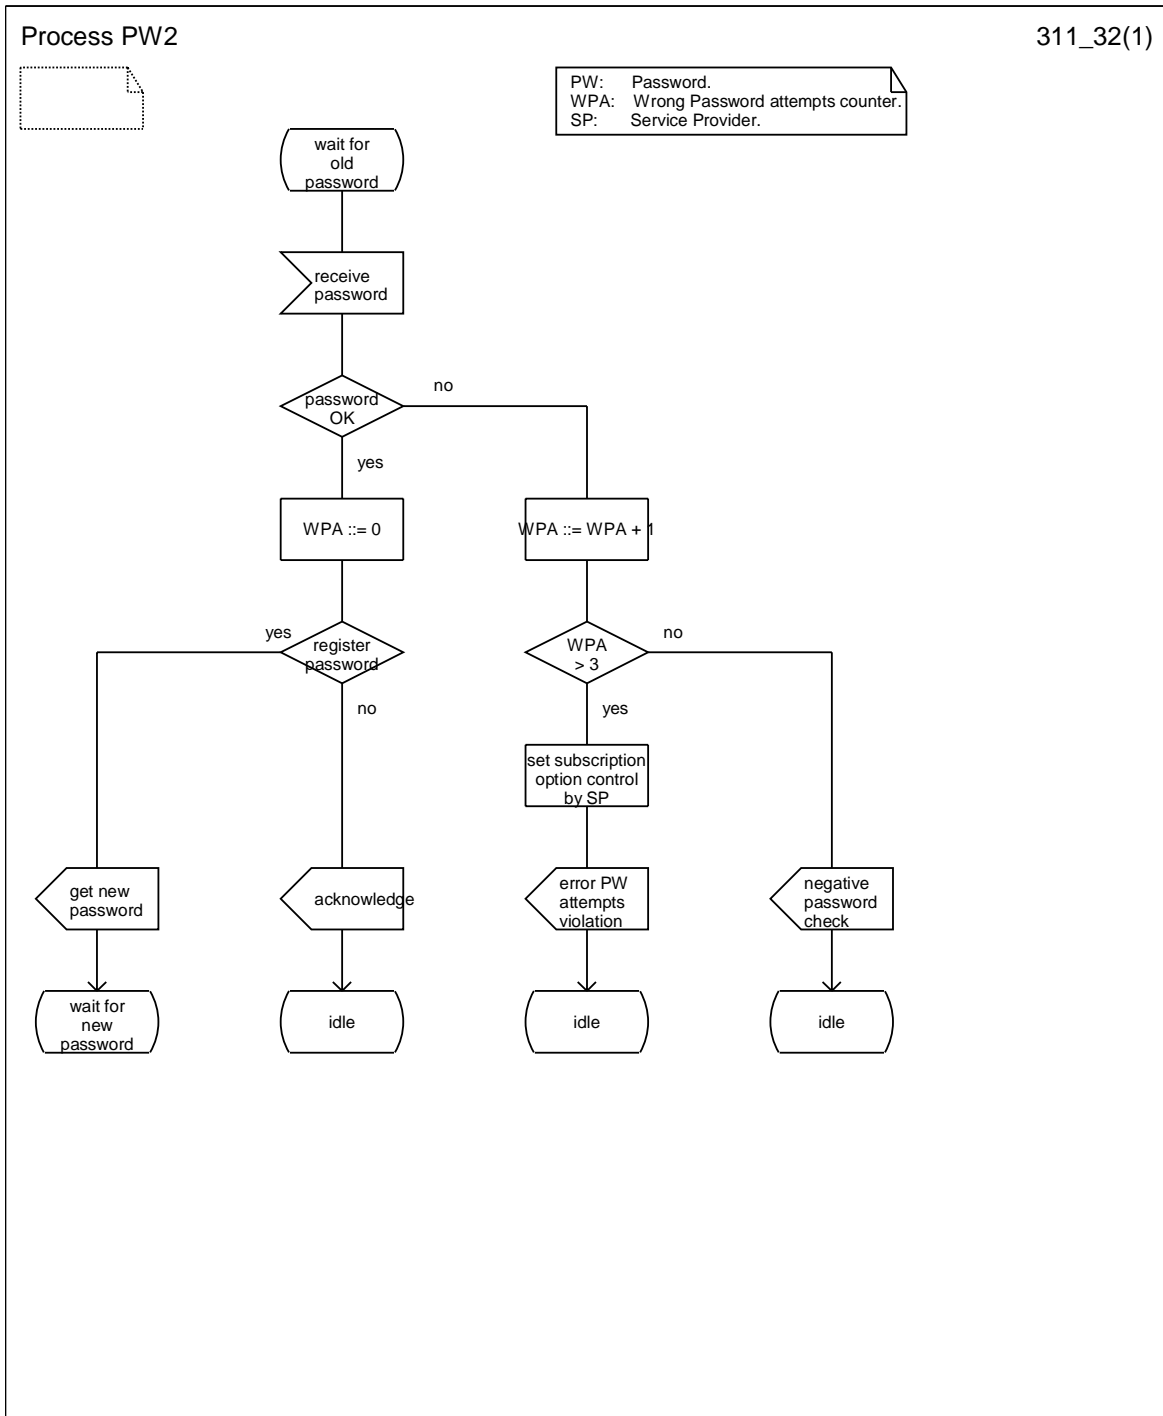 Process PW2
311_32(1)
PW: Password.
WPA: Wrong Password attempts counter.
SP: Service Provider.
wait for
old
password
receive
password
password
OK
no
yes
WPA ::= 0
WPA ::= WPA + 1
yes
register
password
no
WPA
> 3
no
yes
set subscription
option control
by SP
get new
password
acknowledge
error PW
attempts
violation
negative
password
check
wait for
new
password
idle
idle
idle